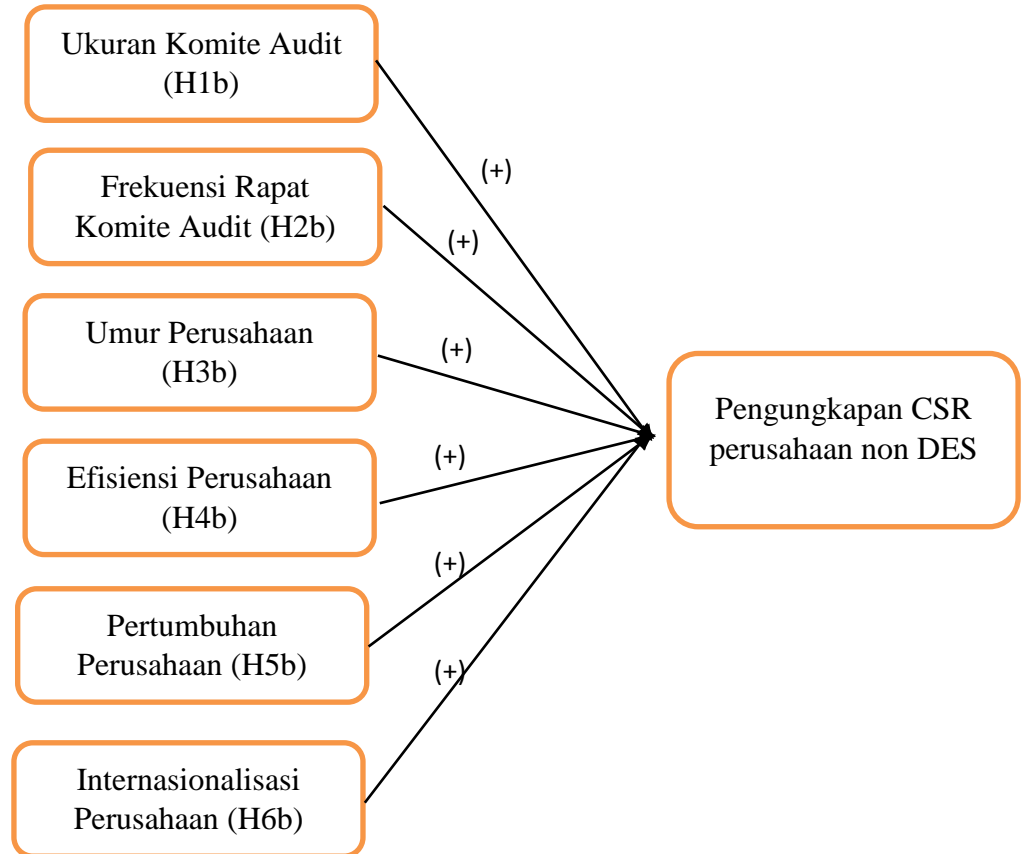 Ukuran Komite Audit
(H1b)
(+)
Frekuensi Rapat
Komite Audit (H2b)
(+)
Umur Perusahaan
(H3b)
(+)
Pengungkapan CSR
perusahaan non DES
Efisiensi Perusahaan
(H4b)
(+)
Pertumbuhan
Perusahaan (H5b)
(+)
Internasionalisasi
Perusahaan (H6b)
(+)